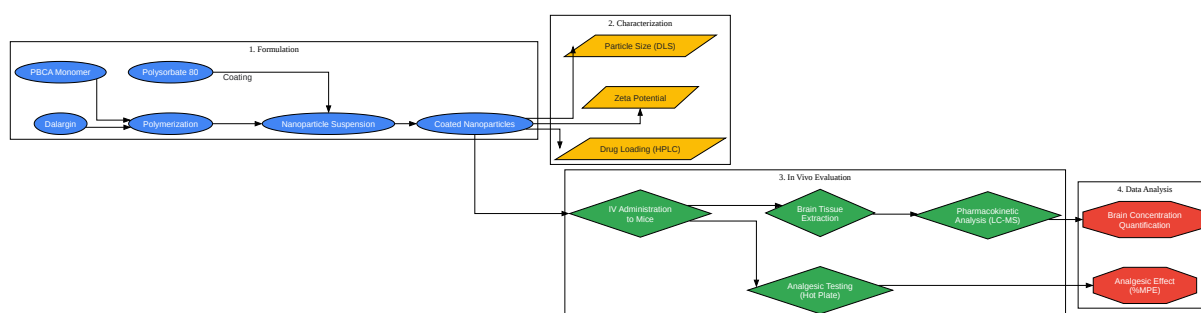 1. Formulation
PBCA Monomer
Polysorbate 80
Coating
Dalargin
Polymerization
Nanoparticle Suspension
Coated Nanoparticles
2. Characterization
Particle Size (DLS)
Zeta Potential
Drug Loading (HPLC)
3. In Vivo Evaluation
IV Administration
to Mice
Brain Tissue
Extraction
Pharmacokinetic
Analysis (LC-MS)
Analgesic Testing
(Hot Plate)
4. Data Analysis
Brain Concentration
Quantification
Analgesic Effect
(%MPE)